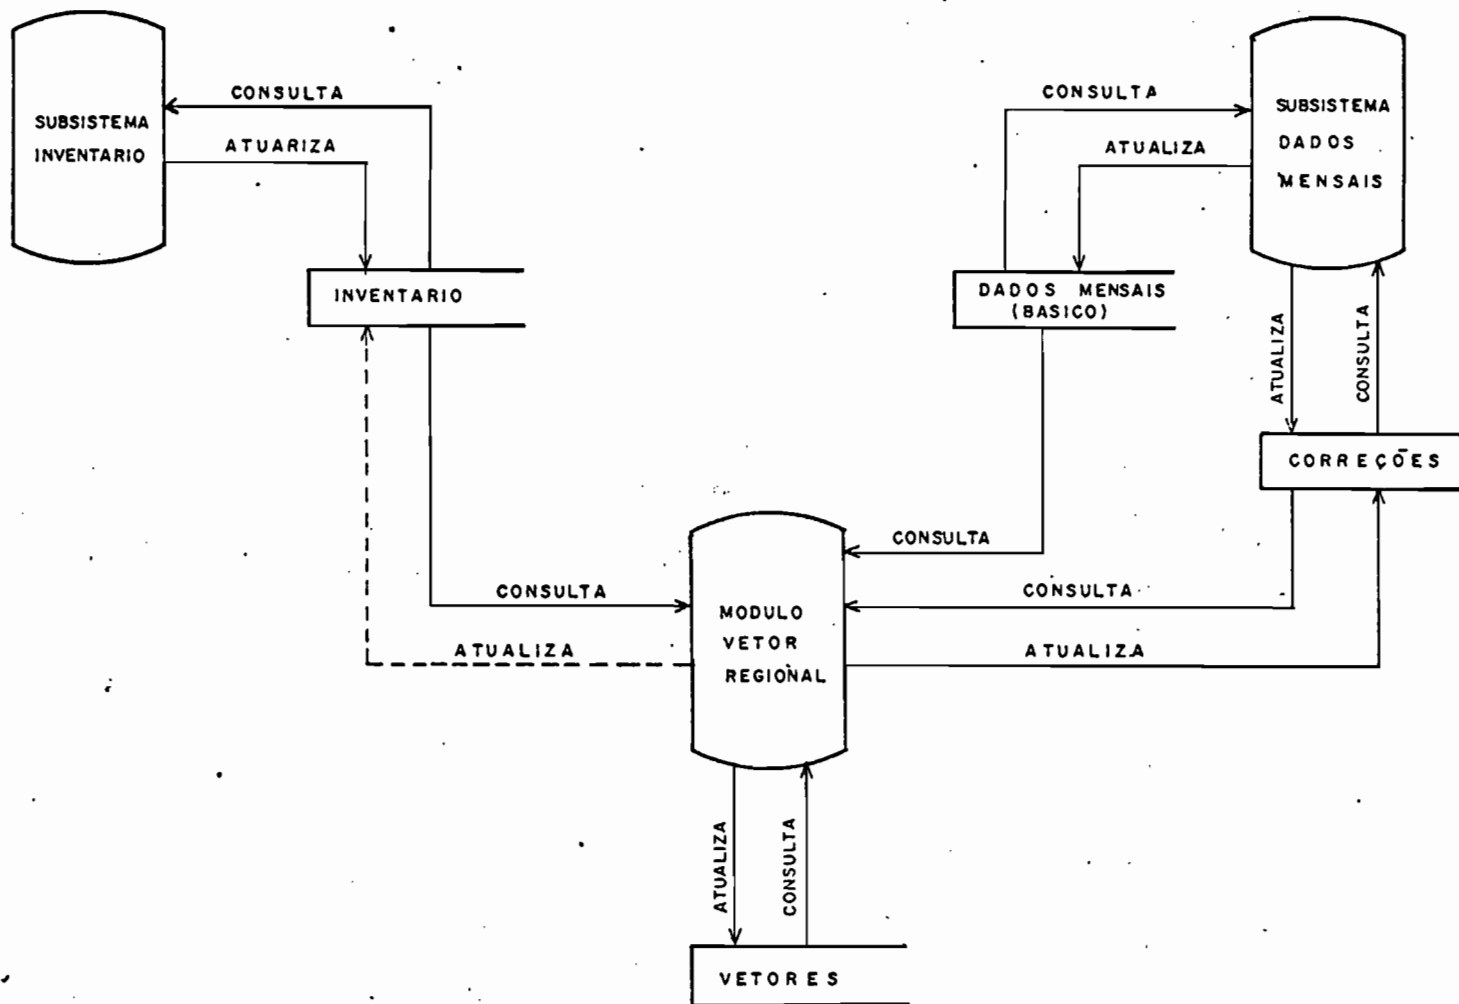 SUBSISTEMA
INVENTARIO
CONSULTA
ATUARIZA
INVENTARIO
CONSULTA
ATUALIZA
SUBSISTEMA
DADOS
MENSAIS
CONSULTA
ATUALIZA
DADOS MENSAIS
(BASICO)
ATUALIZA
CONSULTA
CORREÇÕES
CONSULTA
CONSULTA
ATUALIZA
MODULO
VETOR
REGIONAL
ATUALIZA
CONSULTA
VETORES